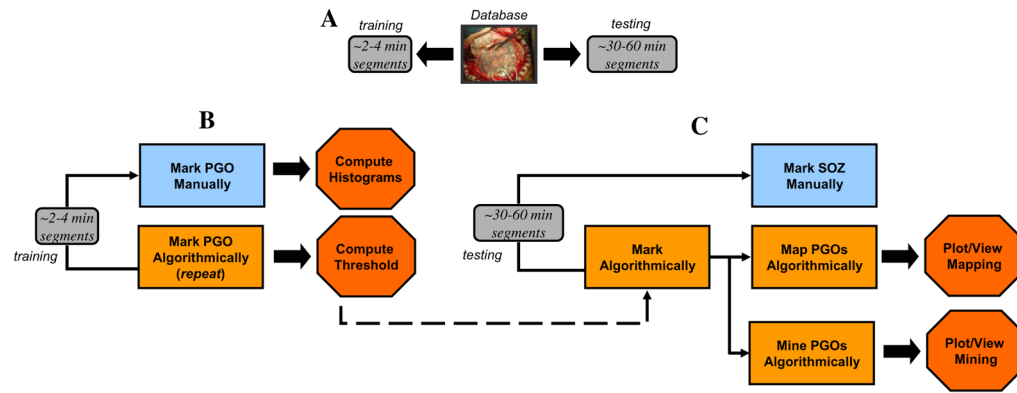 A
Database
training
testing
~2-4 min
segments
~30-60 min
segments
B
Mark PGO
Manually
Compute
Histograms
~2-4 min
segments
training
Mark PGO
Algorithmically
(repeat)
Compute
Threshold
C
Mark SOZ
Manually
~30-60 min
segments
testing
Mark
Algorithmically
Map PGOs
Algorithmically
Plot/View
Mapping
Mine PGOs
Algorithmically
Plot/View
Mining